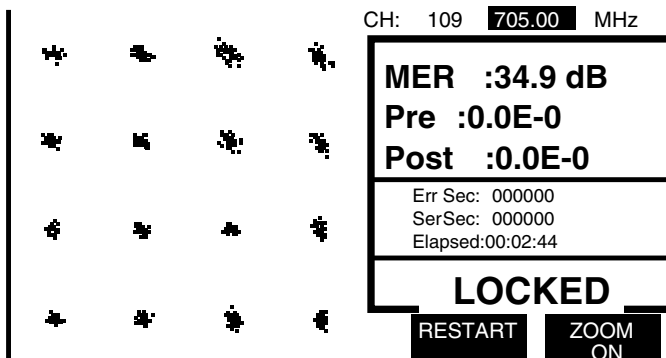 CH: 109 705.00 MHz
MER :34.9 dB
Pre :0.0E-0
Post :0.0E-0
Err Sec: 000000
SerSec: 000000
Elapsed:00:02:44
LOCKED
RESTART ZOOM
ON